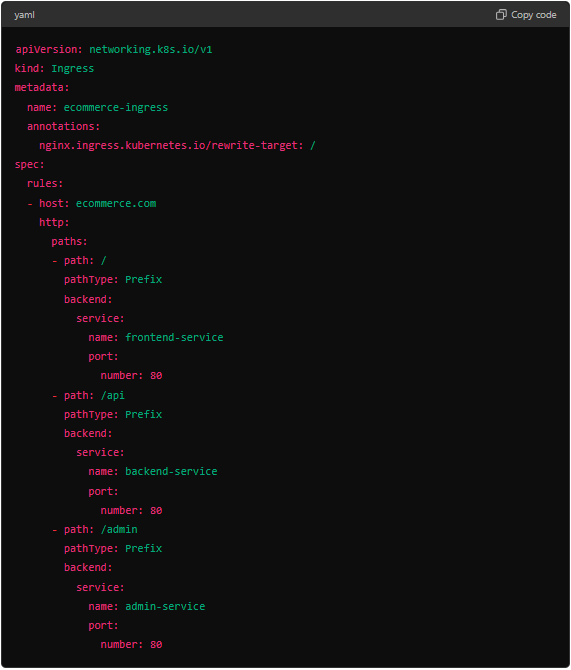 yaml
Copy code
apiVersion: networking.k8s.io/v1
kind: Ingress
metadata:
  name: ecommerce-ingress
  annotations:
    nginx.ingress.kubernetes.io/rewrite-target: /
spec:
  rules:
  - host: ecommerce.com
    http:
      paths:
      - path: /
        pathType: Prefix
        backend:
          service:
            name: frontend-service
            port:
              number: 80
      - path: /api
        pathType: Prefix
        backend:
          service:
            name: backend-service
            port:
              number: 80
      - path: /admin
        pathType: Prefix
        backend:
          service:
            name: admin-service
            port:
              number: 80